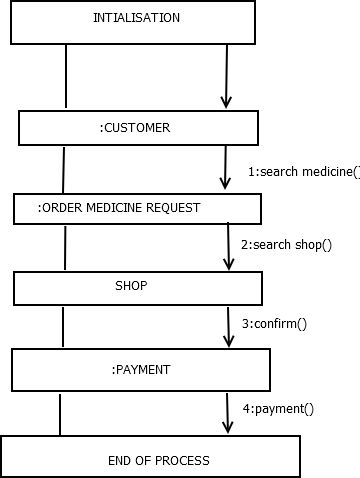 INTIALISATION
:CUSTOMER
1:search medicine()
:ORDER MEDICINE REQUEST
2:search shop()
SHOP
3:confirm()
:PAYMENT
4:payment()
END OF PROCESS